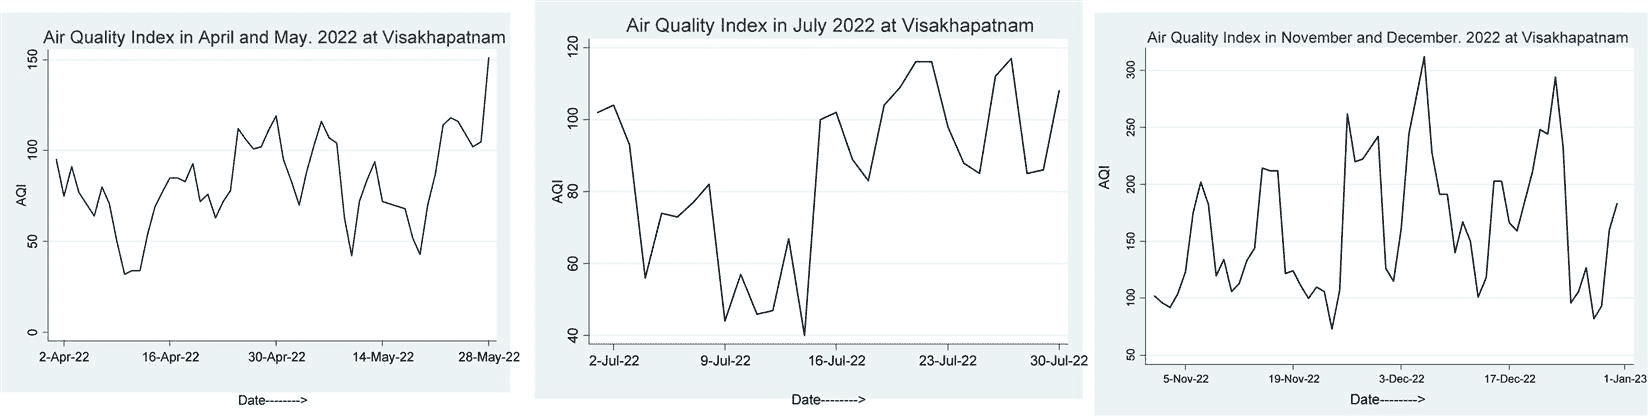 Air Quality Index in April and May. 2022 at Visakhapatnam
150
100
50
0
AQI
2-Apr-22 16-Apr-22 30-Apr-22 14-May-22 28-May-22
Date-------->
Air Quality Index in July 2022 at Visakhapatnam
120
100
80
60
40
AQI
2-Jul-22 9-Jul-22 16-Jul-22 23-Jul-22 30-Jul-22
Date-------->
Air Quality Index in November and December. 2022 at Visakhapatnam
300
250
200
150
100
50
AQI
5-Nov-22 19-Nov-22 3-Dec-22 17-Dec-22 1-Jan-23
Date-------->